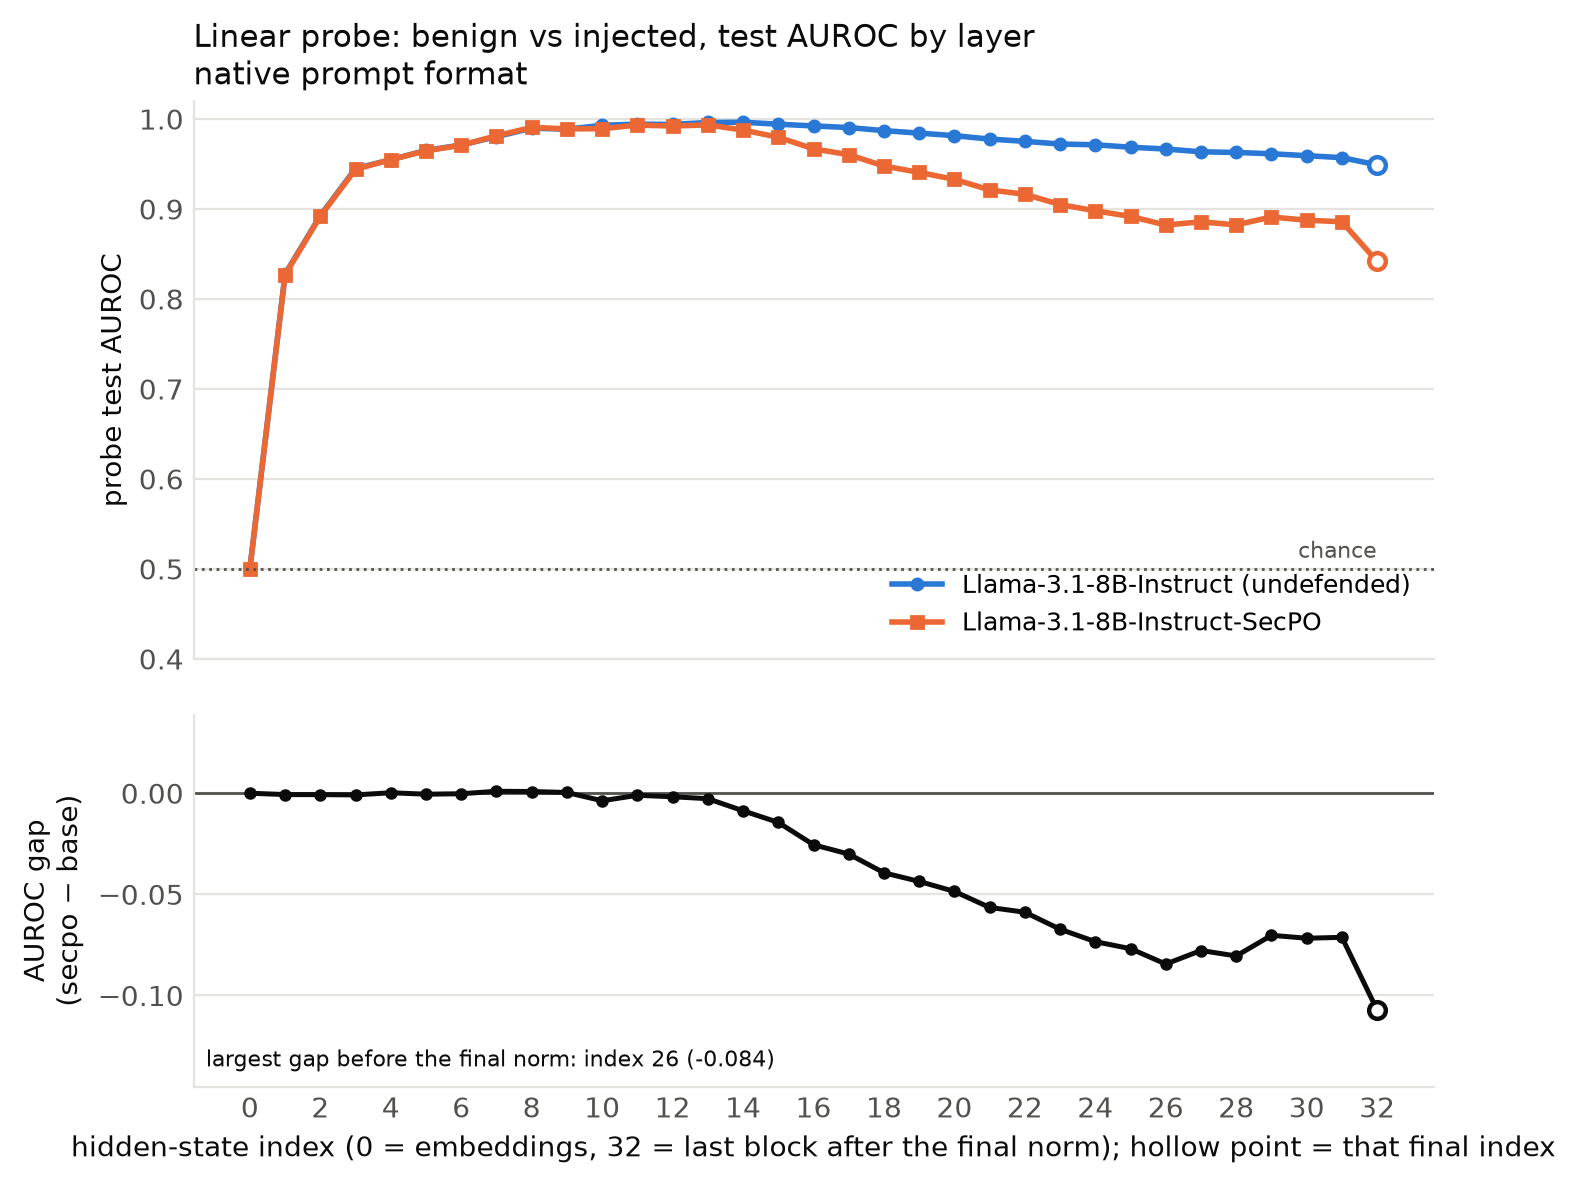 Linear probe: benign vs injected, test AUROC by layer
native prompt format
1.0
0.9
0.8
0.7
0.6
0.5
0.4
probe test AUROC
chance
Llama-3.1-8B-Instruct (undefended)
Llama-3.1-8B-Instruct-SecPO
0.00
−0.05
−0.10
AUROC gap
(secpo − base)
largest gap before the final norm: index 26 (-0.084)
0 2 4 6 8 10 12 14 16 18 20 22 24 26 28 30 32
hidden-state index (0 = embeddings, 32 = last block after the final norm); hollow point = that final index